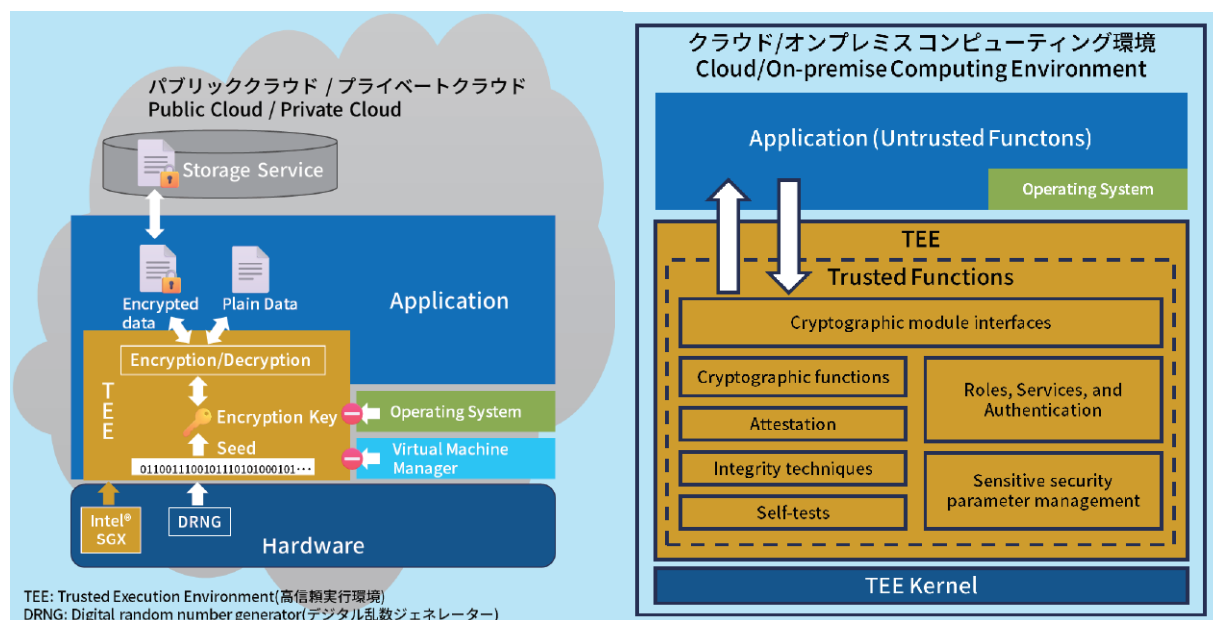 パブリッククラウド / プライベートクラウド
Public Cloud / Private Cloud
Storage Service
Encrypted
data
Plain Data
Application
Encryption/Decryption
TEE
Encryption Key
Operating System
Seed
Virtual Machine
Manager
0110011100101110101000101···
Intel®
SGX
DRNG
Hardware
TEE: Trusted Execution Environment(高信頼実行環境)
DRNG: Digital random number generator(デジタル乱数ジェネレーター)
クラウド/オンプレミス コンピューティング環境
Cloud/On-premise Computing Environment
Application (Untrusted Functons)
Operating System
TEE
Trusted Functions
Cryptographic module interfaces
Cryptographic functions
Attestation
Integrity techniques
Self-tests
Roles, Services, and
Authentication
Sensitive security
parameter management
TEE Kernel